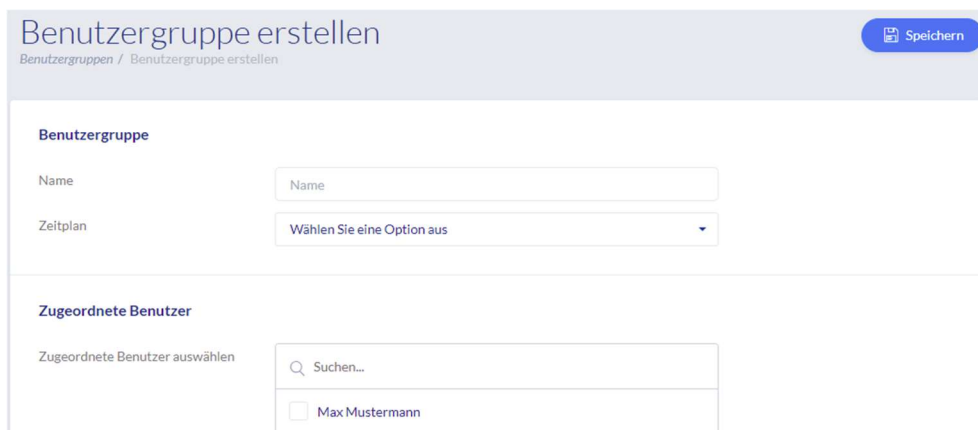 Benutzergruppe erstellen
Speichern
Benutzergruppen / Benutzergruppe erstellen
Benutzergruppe
Name
Name
Zeitplan
Wählen Sie eine Option aus
Zugeordnete Benutzer
Zugeordnete Benutzer auswählen
Suchen...
Max Mustermann